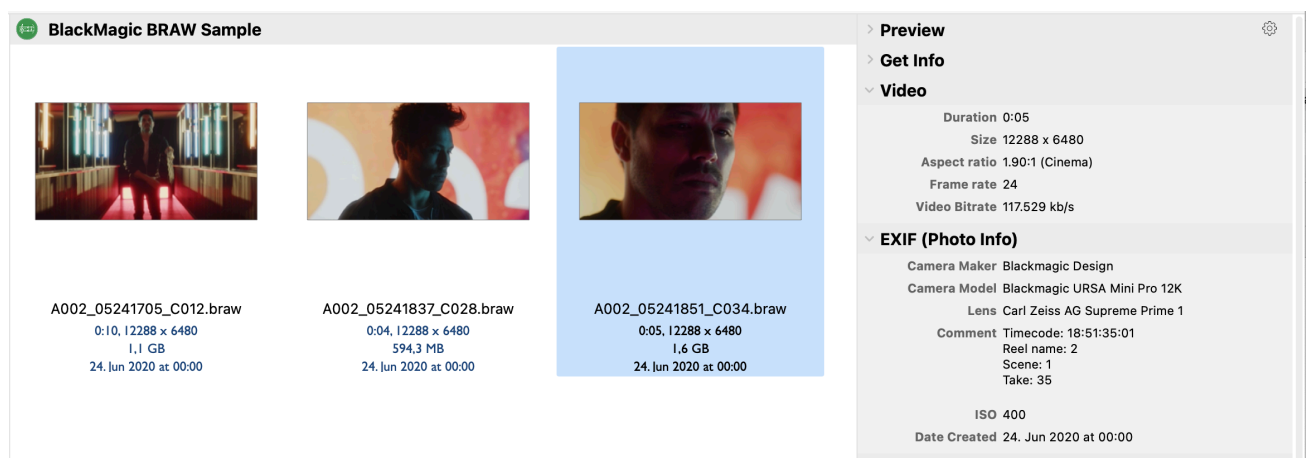 BlackMagic BRAW Sample
A002_05241705_C012.braw
0:10, 12288 x 6480
1,1 GB
24. Jun 2020 at 00:00
A002_05241837_C028.braw
0:04, 12288 x 6480
594,3 MB
24. Jun 2020 at 00:00
A002_05241851_C034.braw
0:05, 12288 x 6480
1,6 GB
24. Jun 2020 at 00:00
Preview
Get Info
Video
Duration 0:05
Size 12288 x 6480
Aspect ratio 1.90:1 (Cinema)
Frame rate 24
Video Bitrate 117.529 kb/s
EXIF (Photo Info)
Camera Maker Blackmagic Design
Camera Model Blackmagic URSA Mini Pro 12K
Lens Carl Zeiss AG Supreme Prime 1
Comment Timecode: 18:51:35:01
Reel name: 2
Scene: 1
Take: 35
ISO 400
Date Created 24. Jun 2020 at 00:00